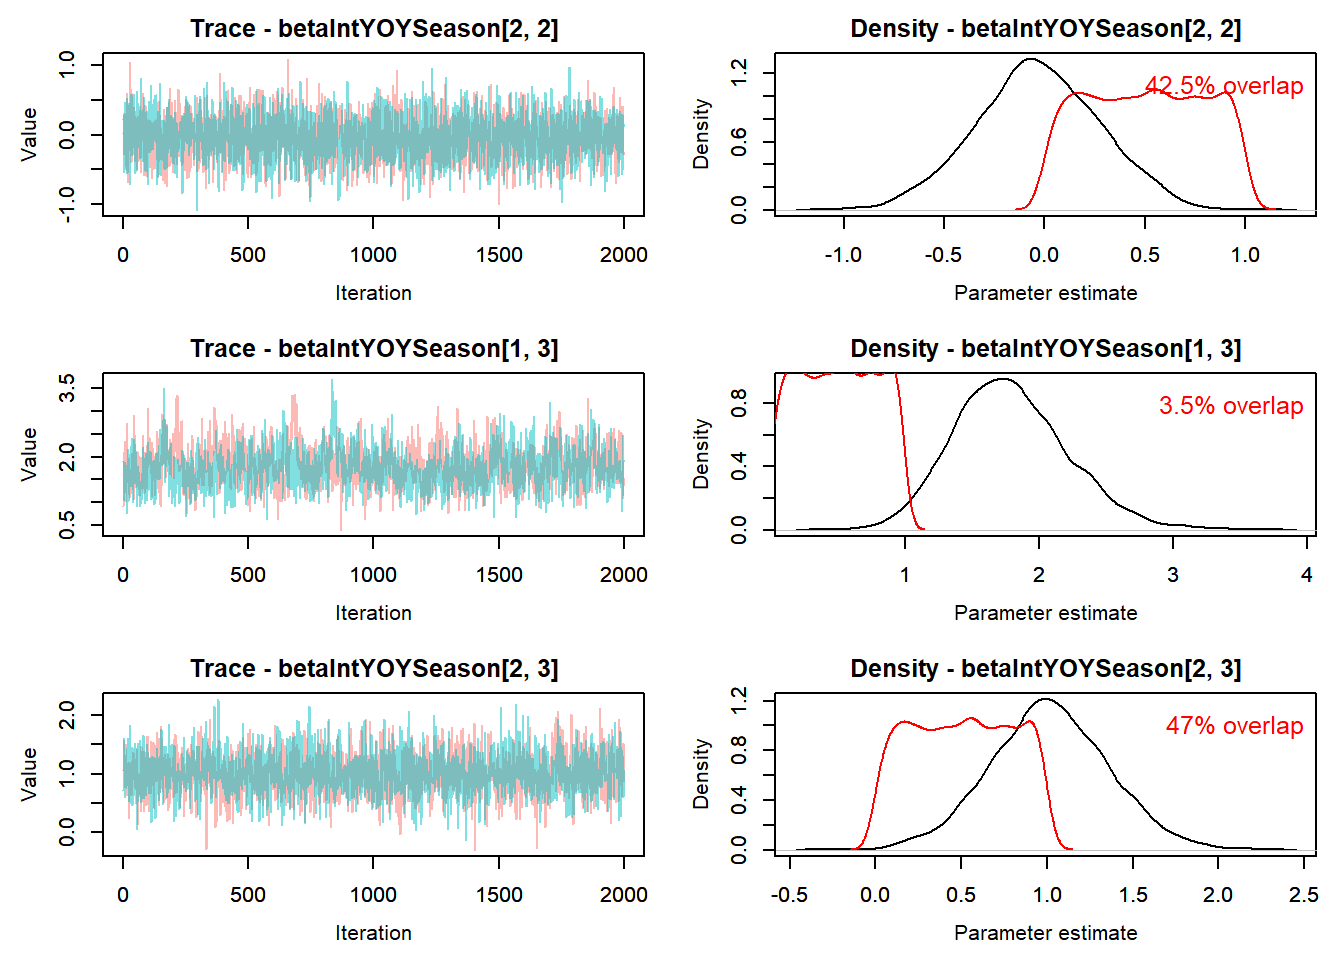 Trace - betaIntYOYSeason[2, 2]
Value
-1.0 0.0 1.0
0 500 1000 1500 2000
Iteration
Density - betaIntYOYSeason[2, 2]
42.5% overlap
Density
0.0 0.6 1.2
-1.0 -0.5 0.0 0.5 1.0
Parameter estimate
Trace - betaIntYOYSeason[1, 3]
Value
0.5 2.0 3.5
0 500 1000 1500 2000
Iteration
Density - betaIntYOYSeason[1, 3]
3.5% overlap
Density
0.0 0.4 0.8
1 2 3 4
Parameter estimate
Trace - betaIntYOYSeason[2, 3]
Value
0.0 1.0 2.0
0 500 1000 1500 2000
Iteration
Density - betaIntYOYSeason[2, 3]
47% overlap
Density
0.0 0.4 0.8 1.2
-0.5 0.0 0.5 1.0 1.5 2.0 2.5
Parameter estimate